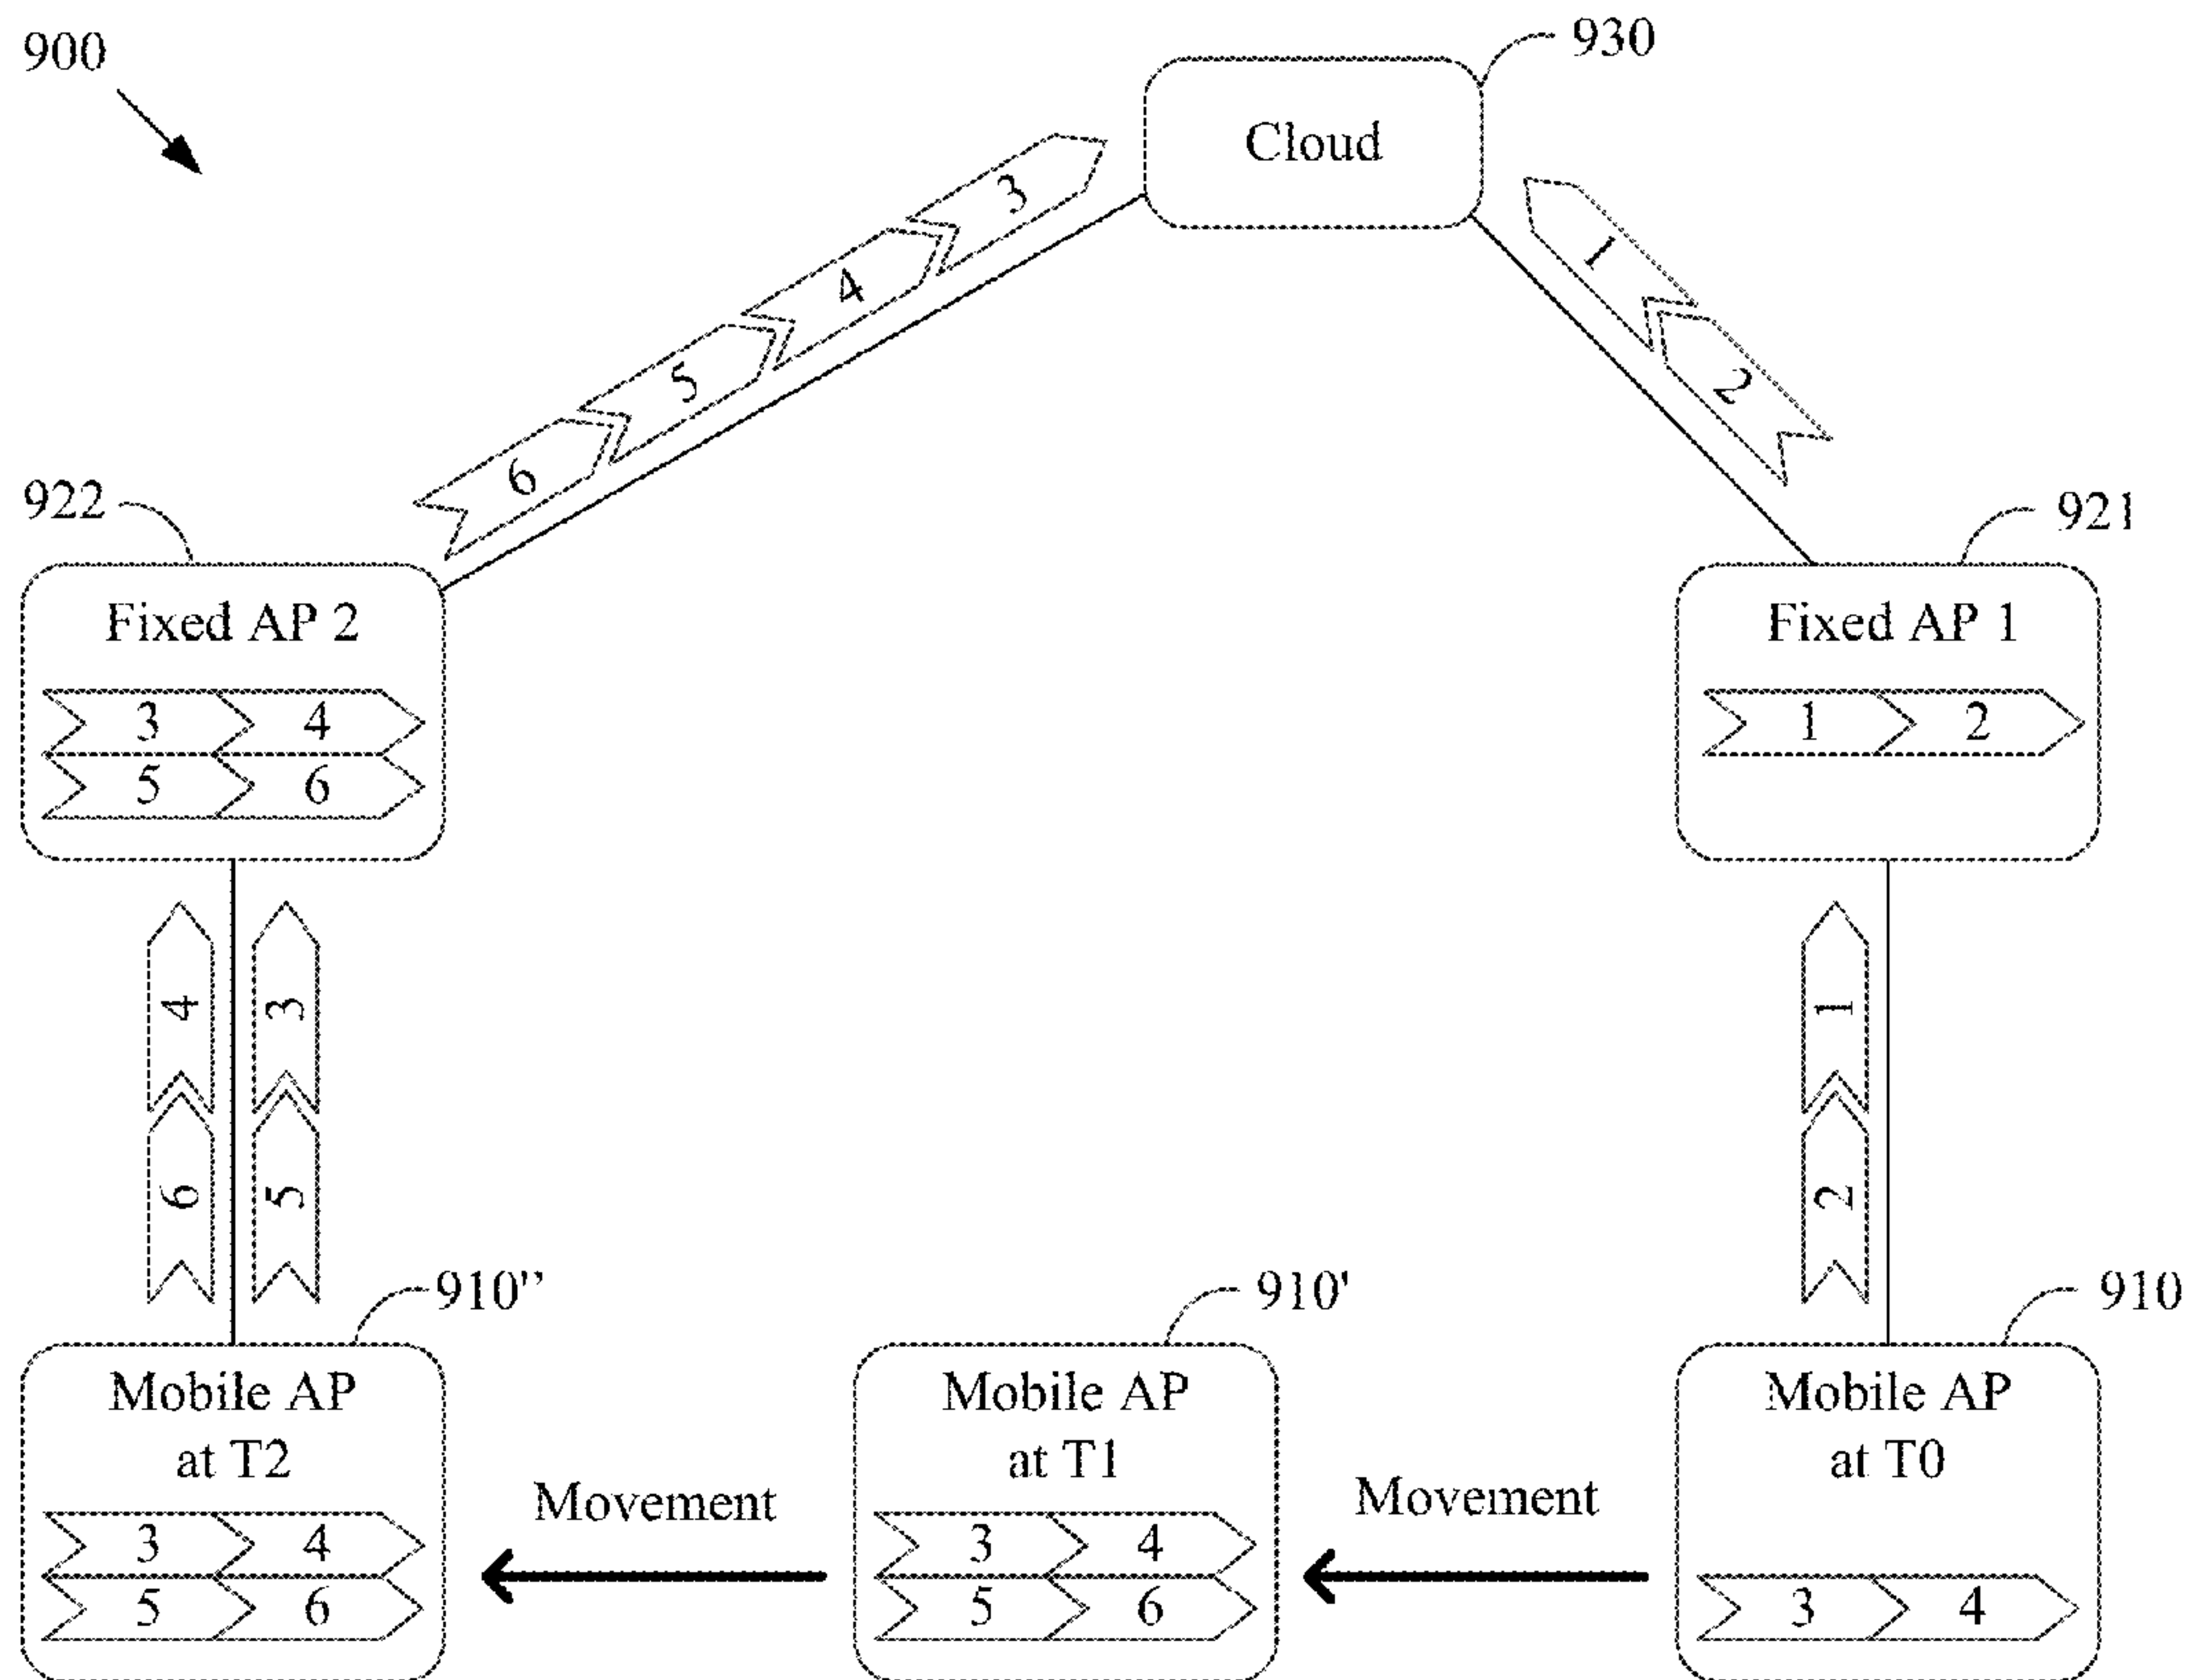 900
930
Cloud
3
4
5
6
1
2
922
921
Fixed AP 2
3 4
5 6
Fixed AP 1
1 2
4 3
6 5
1
2
910''
910'
910
Mobile AP
at T2
3 4
5 6
Movement
Mobile AP
at T1
3 4
5 6
Movement
Mobile AP
at T0
3 4